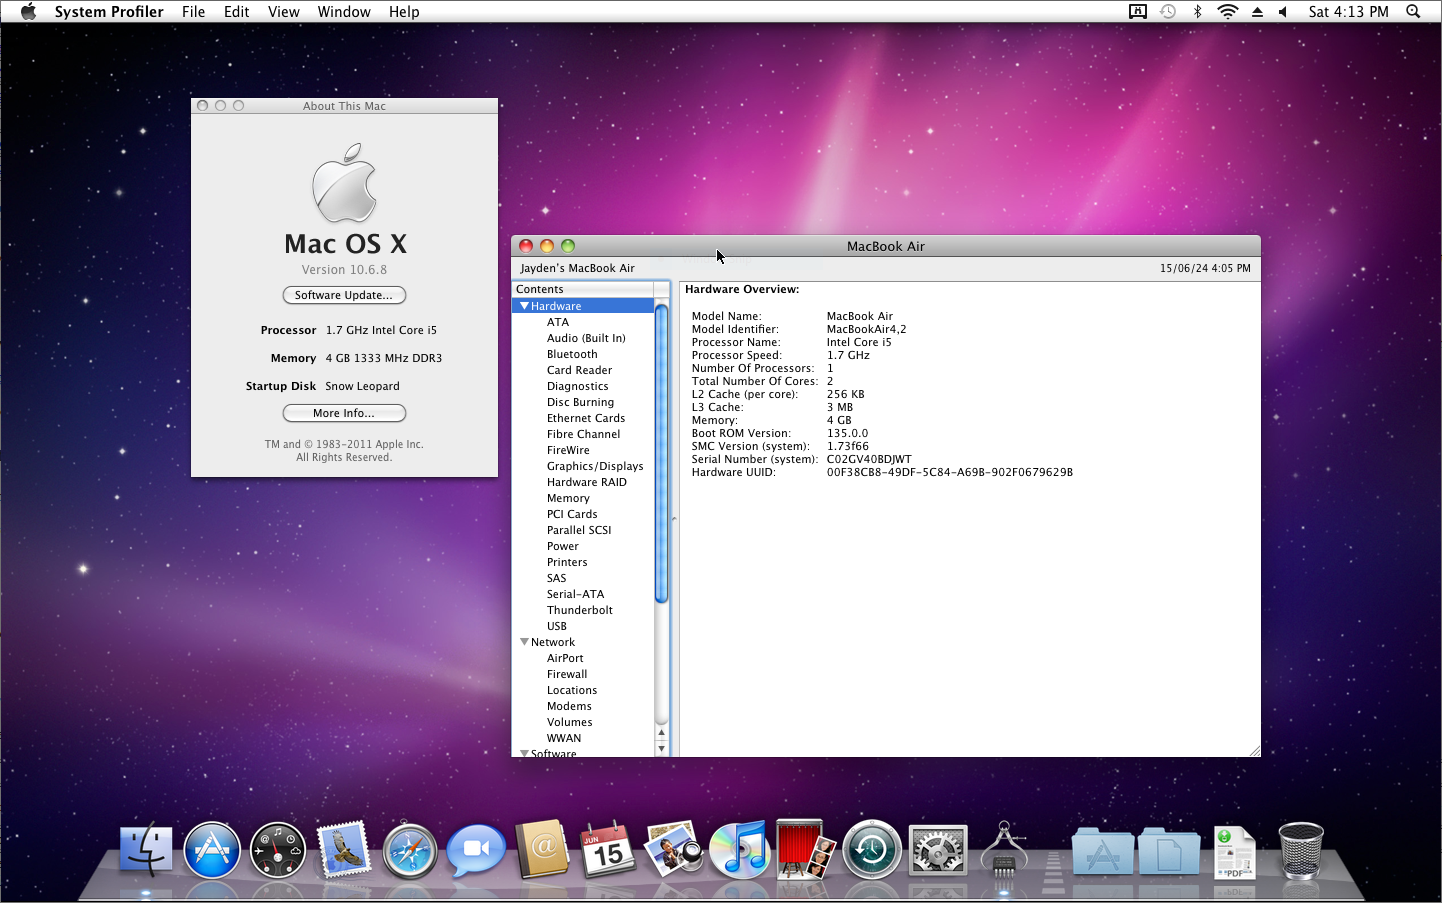 System Profiler File Edit View Window Help
Sat 4:13 PM
About This Mac
Mac OS X
Version 10.6.8
Software Update...
Processor 1.7 GHz Intel Core i5
Memory 4 GB 1333 MHz DDR3
Startup Disk Snow Leopard
More Info...
TM and © 1983-2011 Apple Inc.
All Rights Reserved.
MacBook Air
Jayden's MacBook Air
15/06/24 4:05 PM
Contents
Hardware
ATA
Audio (Built In)
Bluetooth
Card Reader
Diagnostics
Disc Burning
Ethernet Cards
Fibre Channel
FireWire
Graphics/Displays
Hardware RAID
Memory
PCI Cards
Parallel SCSI
Power
Printers
SAS
Serial-ATA
Thunderbolt
USB
Network
AirPort
Firewall
Locations
Modems
Volumes
WWAN
Software
Hardware Overview:
Model Name: MacBook Air
Model Identifier: MacBookAir4,2
Processor Name: Intel Core i5
Processor Speed: 1.7 GHz
Number Of Processors: 1
Total Number Of Cores: 2
L2 Cache (per core): 256 KB
L3 Cache: 3 MB
Memory: 4 GB
Boot ROM Version: 135.0.0
SMC Version (system): 1.73f66
Serial Number (system): C02GV40BDJWT
Hardware UUID: 00F38CB8-49DF-5C84-A69B-902F0679629B
JUN
15
PDF